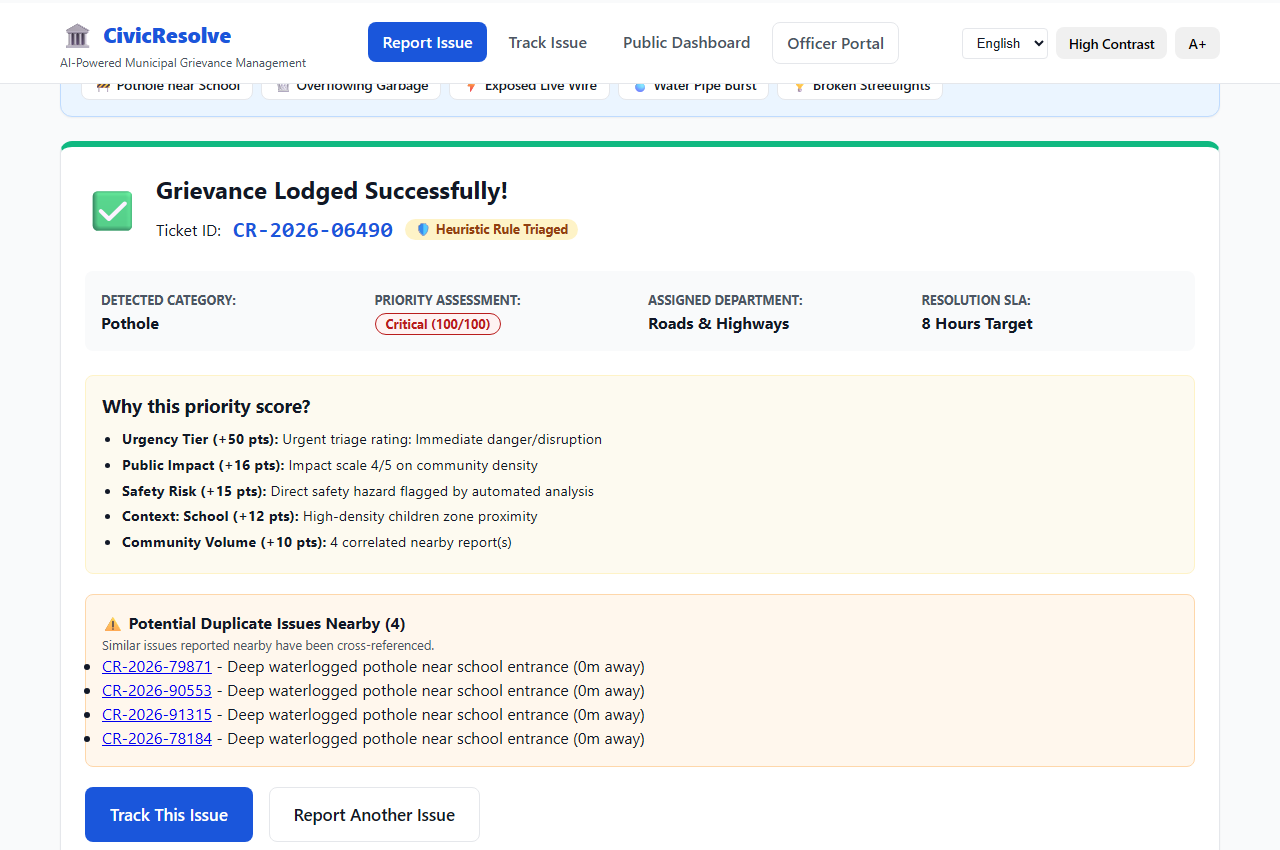 CivicResolve
AI-Powered Municipal Grievance Management
Report Issue
Track Issue
Public Dashboard
Officer Portal
English
High Contrast
A+
Pothole near School
Overflowing Garbage
Exposed Live Wire
Water Pipe Burst
Broken Streetlights
Grievance Lodged Successfully!
Ticket ID: CR-2026-06490 Heuristic Rule Triaged
DETECTED CATEGORY:
Pothole
PRIORITY ASSESSMENT:
Critical (100/100)
ASSIGNED DEPARTMENT:
Roads & Highways
RESOLUTION SLA:
8 Hours Target
Why this priority score?
• Urgency Tier (+50 pts): Urgent triage rating: Immediate danger/disruption
• Public Impact (+16 pts): Impact scale 4/5 on community density
• Safety Risk (+15 pts): Direct safety hazard flagged by automated analysis
• Context: School (+12 pts): High-density children zone proximity
• Community Volume (+10 pts): 4 correlated nearby report(s)
Potential Duplicate Issues Nearby (4)
Similar issues reported nearby have been cross-referenced.
• CR-2026-79871 - Deep waterlogged pothole near school entrance (0m away)
• CR-2026-90553 - Deep waterlogged pothole near school entrance (0m away)
• CR-2026-91315 - Deep waterlogged pothole near school entrance (0m away)
• CR-2026-78184 - Deep waterlogged pothole near school entrance (0m away)
Track This Issue
Report Another Issue